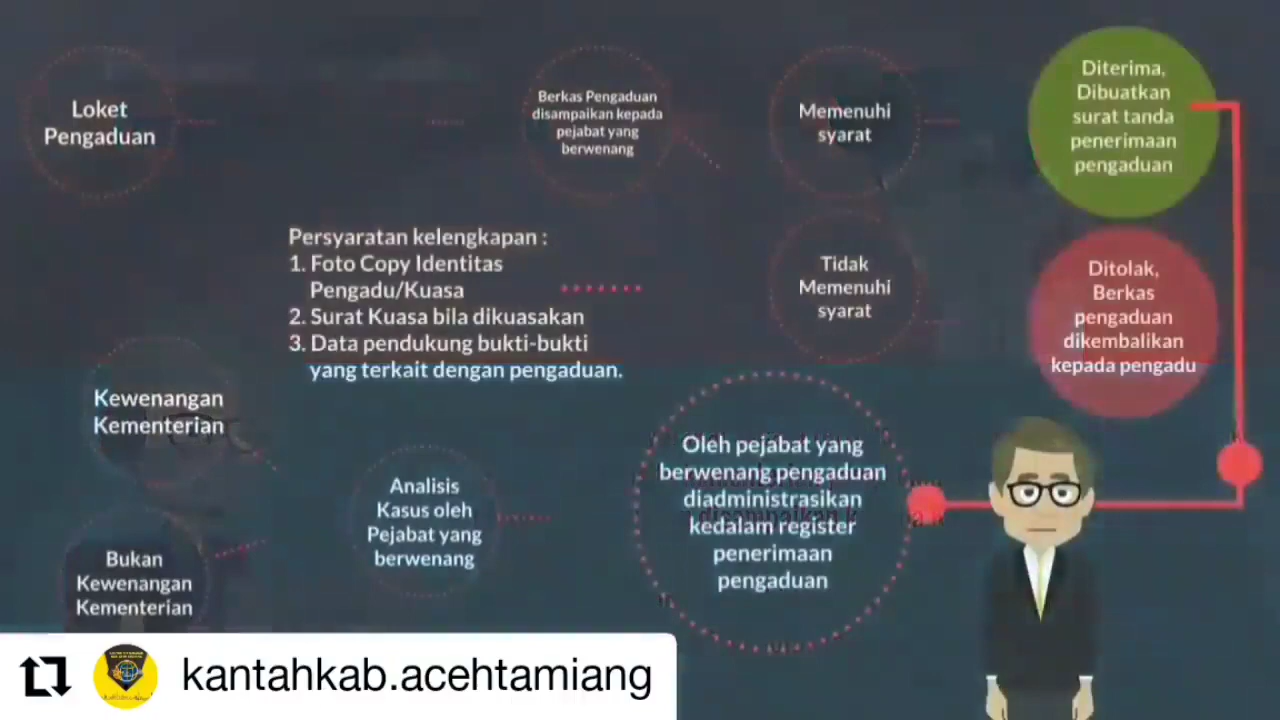 Loket
Pengaduan
Berkas Pengaduan
disampaikan kepada
pejabat yang
berwenang
Memenuhi
syarat
Diterima,
Dibuatkan
surat tanda
penerimaan
pengaduan
Persyaratan kelengkapan :
1. Foto Copy Identitas
Pengadu/Kuasa
2. Surat Kuasa bila dikuasakan
3. Data pendukung bukti-bukti
yang terkait dengan pengaduan.
Tidak
Memenuhi
syarat
Ditolak,
Berkas
pengaduan
dikembalikan
kepada pengadu
Kewenangan
Kementerian
Bukan
Kewenangan
Kementerian
Analisis
Kasus oleh
Pejabat yang
berwenang
Oleh pejabat yang
berwenang pengaduan
diadministrasikan
kedalam register
penerimaan
pengaduan
kantahkab.acehtamiang